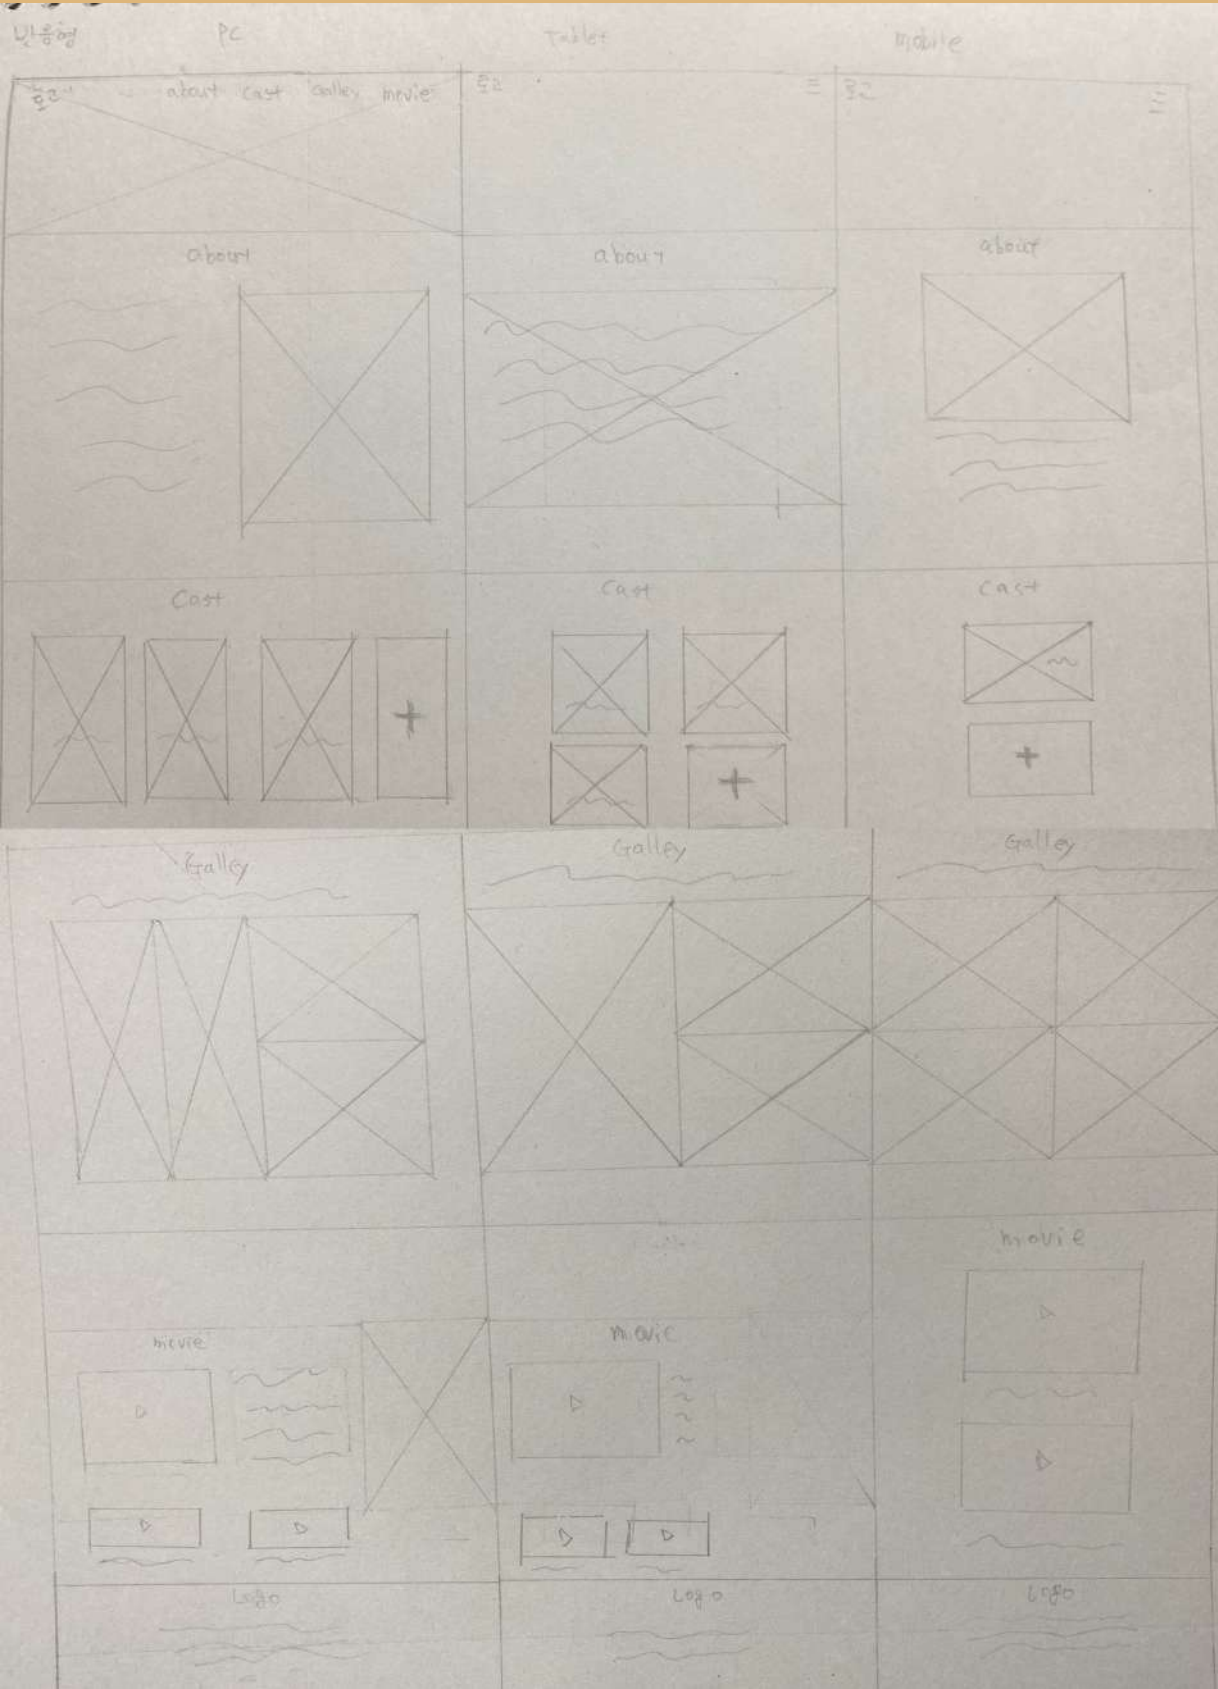 반응형 PC Tablet Mobile
로고 about cast Galley movie 로고 로고
about about about
Cast Cast Cast
+ + +
Galley Galley Galley
movie
movie movie
Logo Logo Logo